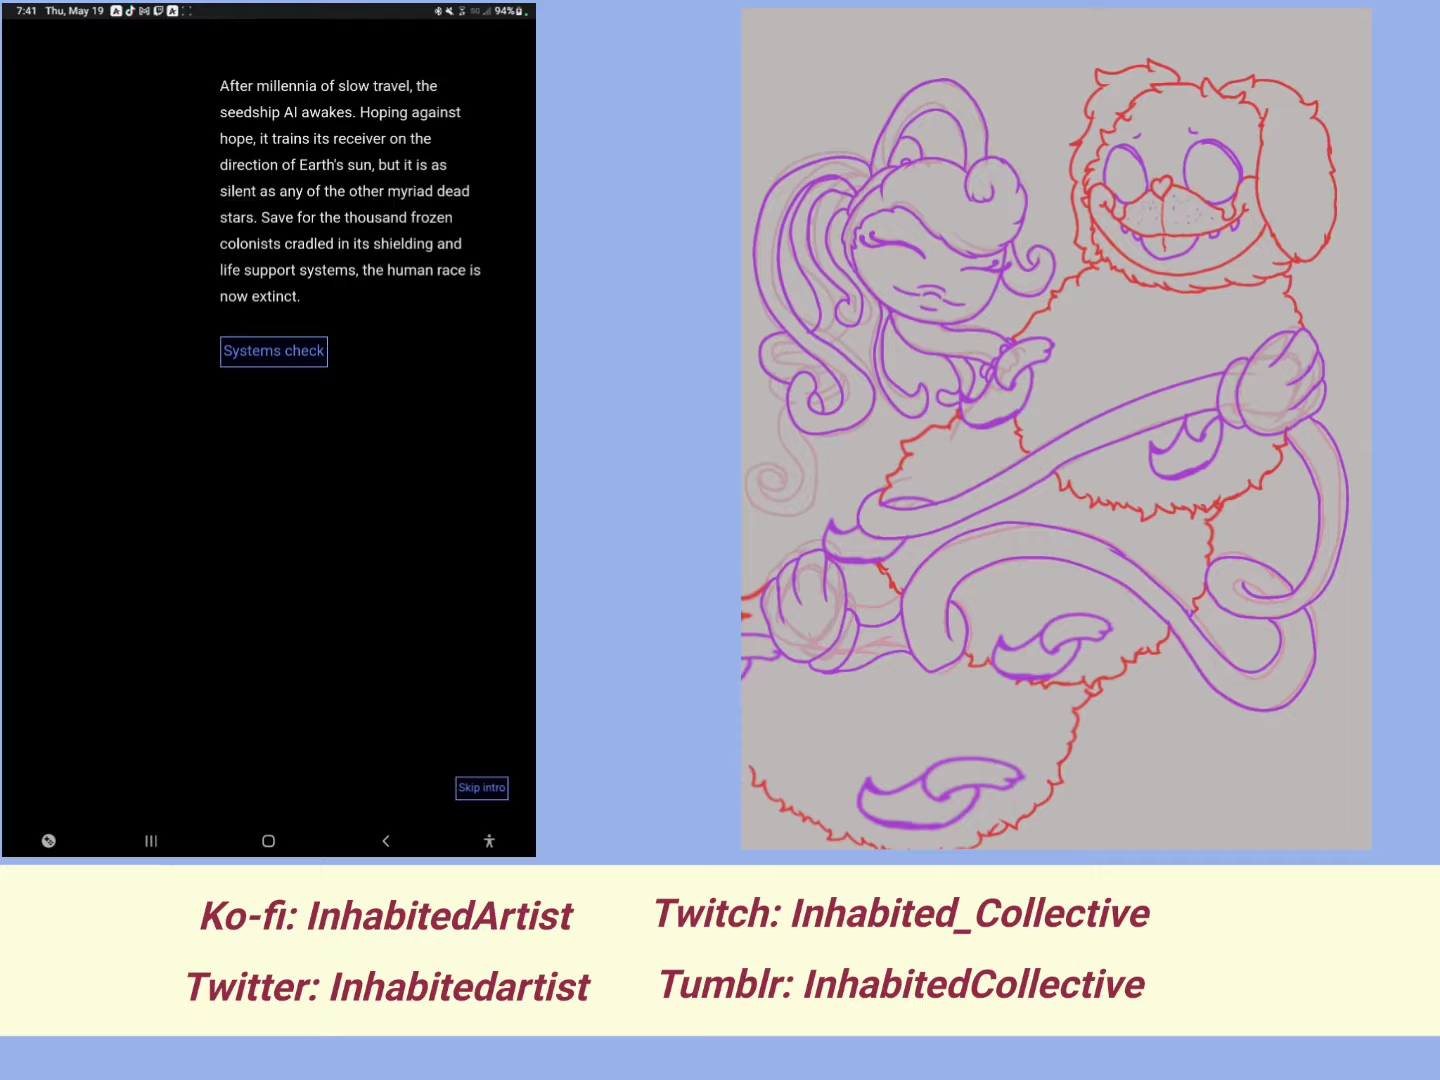 7:41 Thu, May 19
5G 94%
After millennia of slow travel, the
seedship AI awakes. Hoping against
hope, it trains its receiver on the
direction of Earth's sun, but it is as
silent as any of the other myriad dead
stars. Save for the thousand frozen
colonists cradled in its shielding and
life support systems, the human race is
now extinct.
Systems check
Skip intro
Ko-fi: InhabitedArtist
Twitch: Inhabited_Collective
Twitter: Inhabitedartist
Tumblr: InhabitedCollective